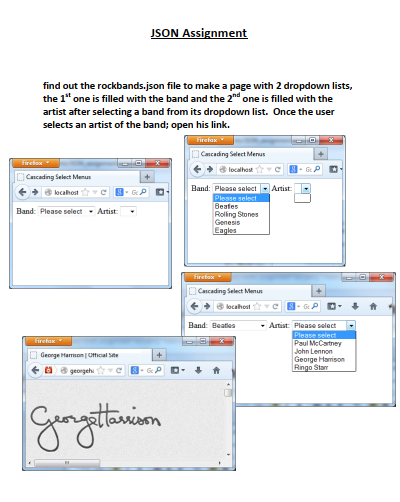 JSON Assignment
find out the rockbands.json file to make a page with 2 dropdown lists,
the 1st one is filled with the band and the 2nd one is filled with the
artist after selecting a band from its dropdown list. Once the user
selects an artist of the band; open his link.
Firefox
Cascading Select Menus
localhost
Band: Please select Artist:
Please select
Beatles
Rolling Stones
Genesis
Eagles
Firefox
Cascading Select Menus
localhost
Band: Please select Artist:
Firefox
Cascading Select Menus
localhost
Band: Beatles Artist: Please select
Please select
Paul McCartney
John Lennon
George Harrison
Ringo Starr
Firefox
George Harrison | Official Site
georgeh
George Harrison